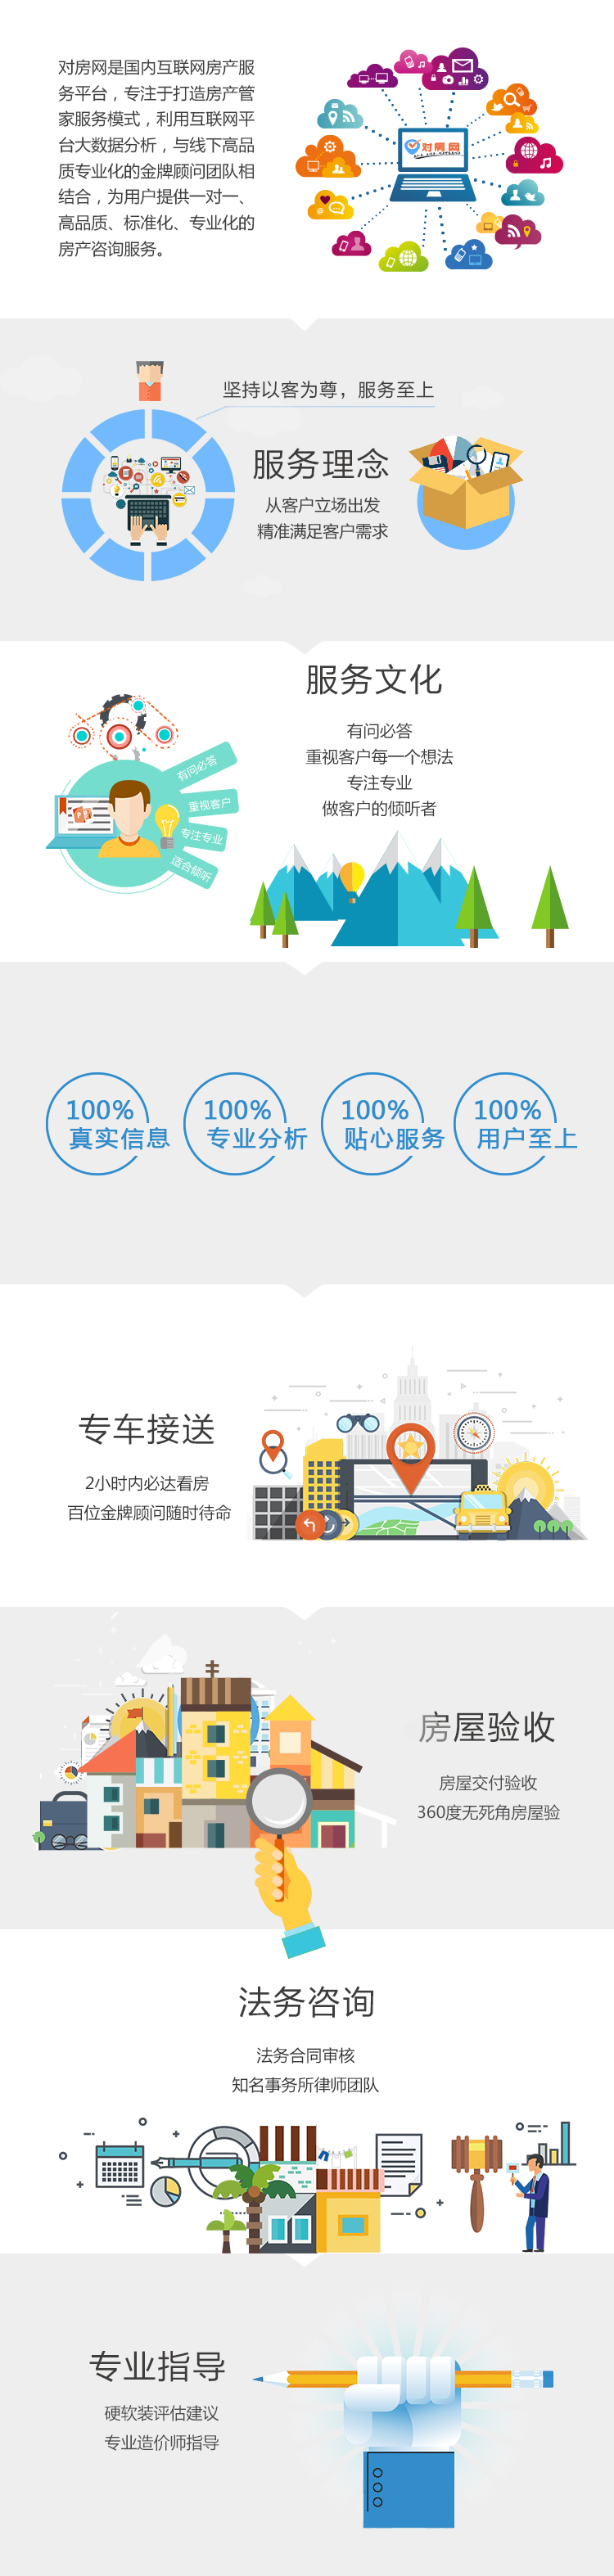 对房网是国内互联网房产服
务平台，专注于打造房产管
家服务模式，利用互联网平
台大数据分析，与线下高品
质专业化的金牌顾问团队相
结合，为用户提供一对一、
高品质、标准化、专业化的
房产咨询服务。
对房网
坚持以客为尊，服务至上
服务理念
从客户立场出发
精准满足客户需求
服务文化
有问必答
重视客户每一个想法
专注专业
做客户的倾听者
有问必答
重视客户
专注专业
适合倾听
P
100%
真实信息
100%
专业分析
100%
贴心服务
100%
用户至上
专车接送
2小时内必达看房
百位金牌顾问随时待命
房屋验收
房屋交付验收
360度无死角房屋验
法务咨询
法务合同审核
知名事务所律师团队
专业指导
硬软装评估建议
专业造价师指导